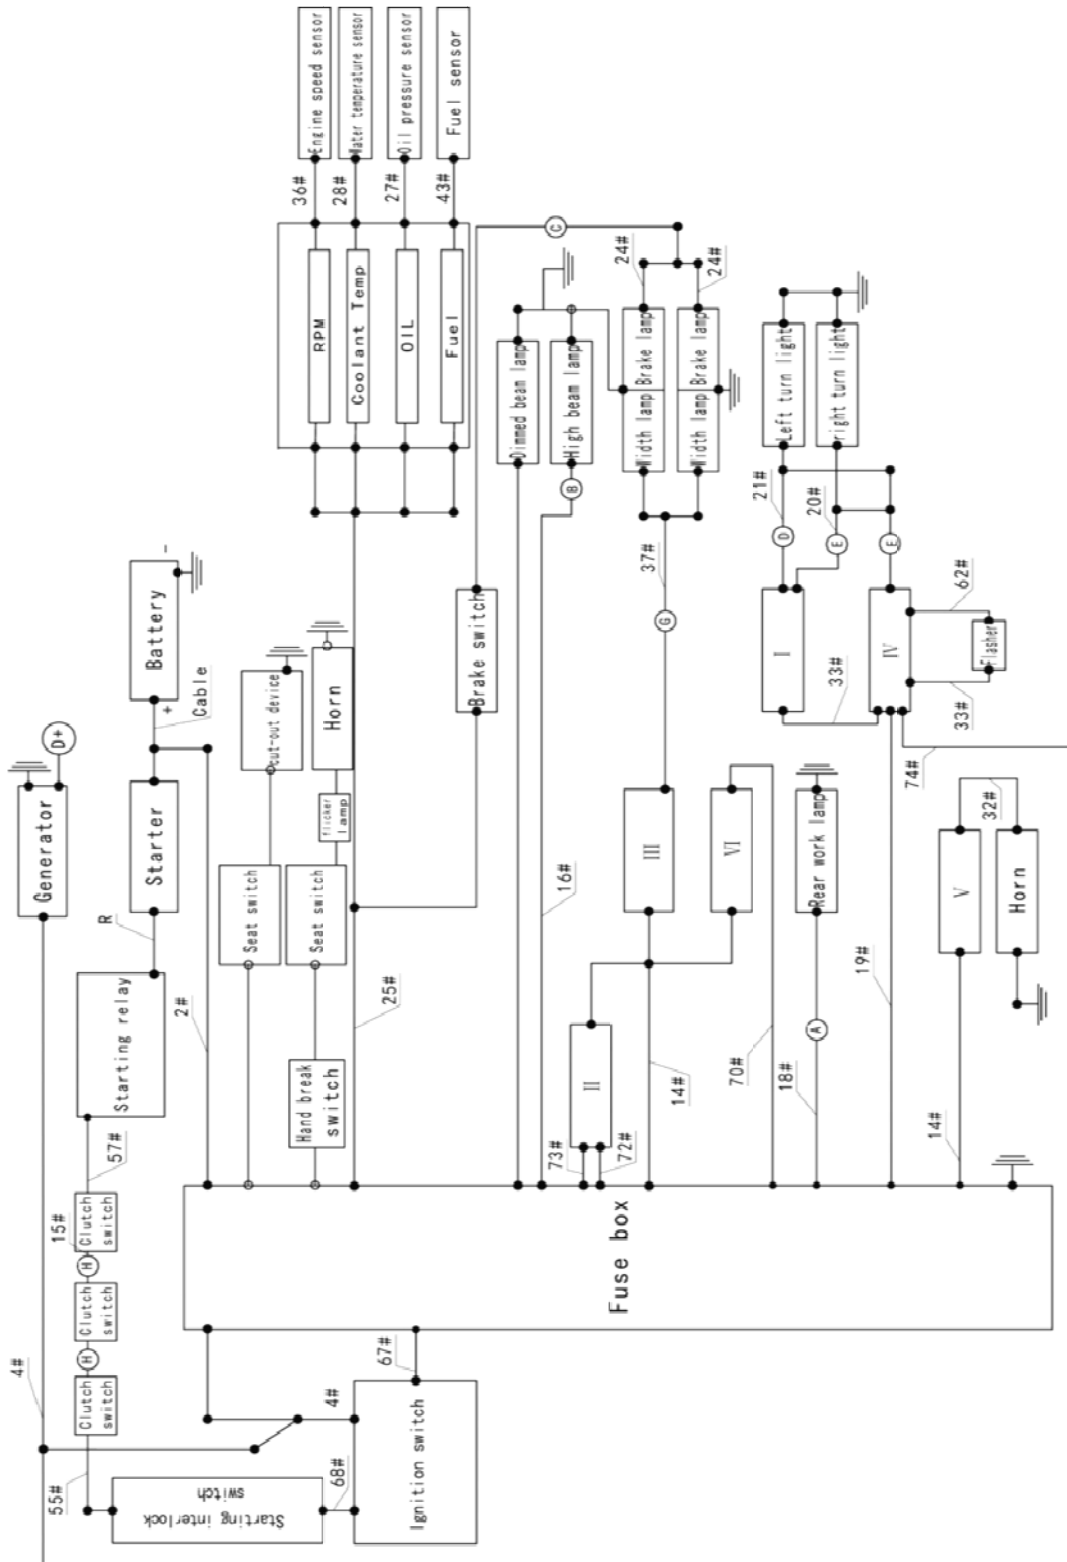 Engine speed sensor
Water temperature sensor
Oil pressure sensor
Fuel sensor
36#
28#
27#
43#
RPM
Coolant Temp
OIL
Fuel
Generator
D+
Battery
+
-
Cable
Starter
R
Starting relay
57#
15#
Clutch
switch
H
Clutch
switch
H
Clutch
switch
55#
4#
Starting interlock
switch
68#
4#
Ignition switch
67#
Fuse box
2#
cut-out device
Seat switch
Horn
flicker
lamp
Seat switch
Hand break
switch
25#
Brake switch
C
24#
24#
Dimmed beam lamp
High beam lamp
B
16#
Width lamp
Brake lamp
Width lamp
Brake lamp
37#
G
III
VI
II
73#
72#
14#
70#
Rear work lamp
A
18#
Left turn light
right turn light
21#
20#
D
E
E
II
IV
33#
62#
Flasher
33#
74#
19#
V
32#
Horn
14#